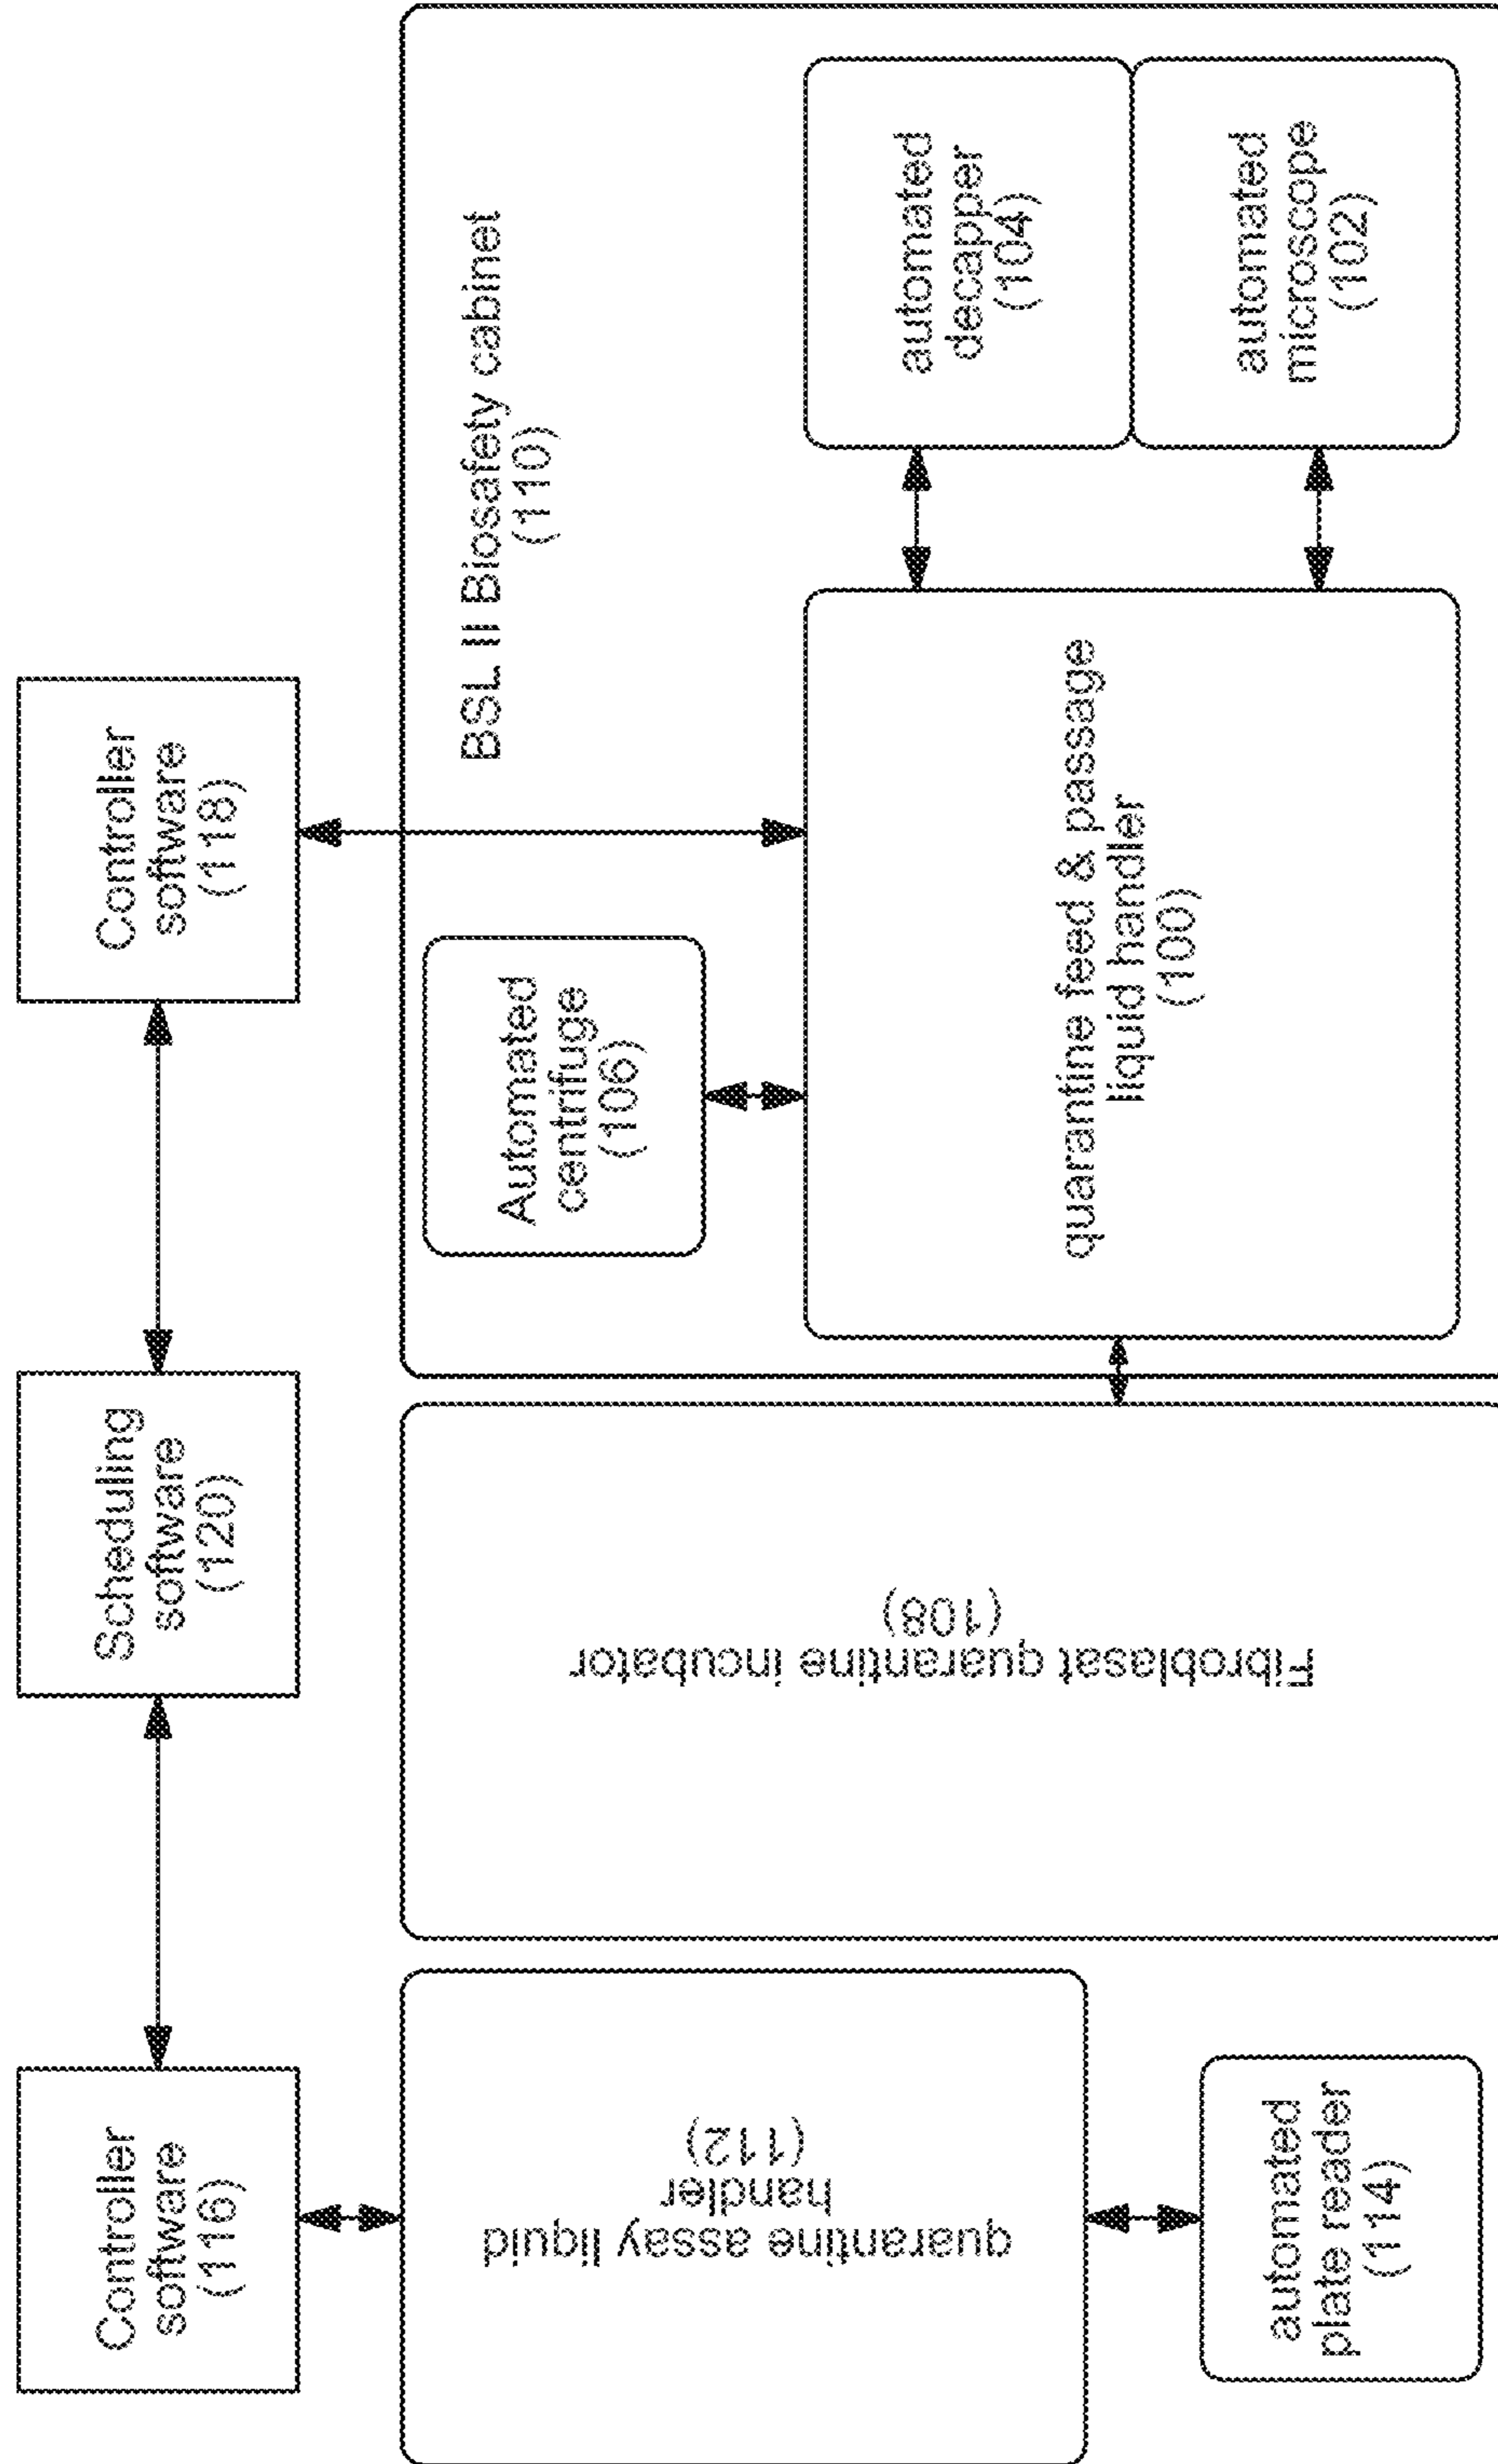 Controller
software
(116)
Scheduling
software
(120)
Controller
software
(118)
quarantine assay liquid
handler
(112)
automated
plate reader
(114)
Fibroblasat quarantine incubator
(108)
BSL II Biosafety cabinet
(110)
Automated
centrifuge
(106)
quarantine feed & passage
liquid handler
(100)
automated
decapper
(104)
automated
microscope
(102)